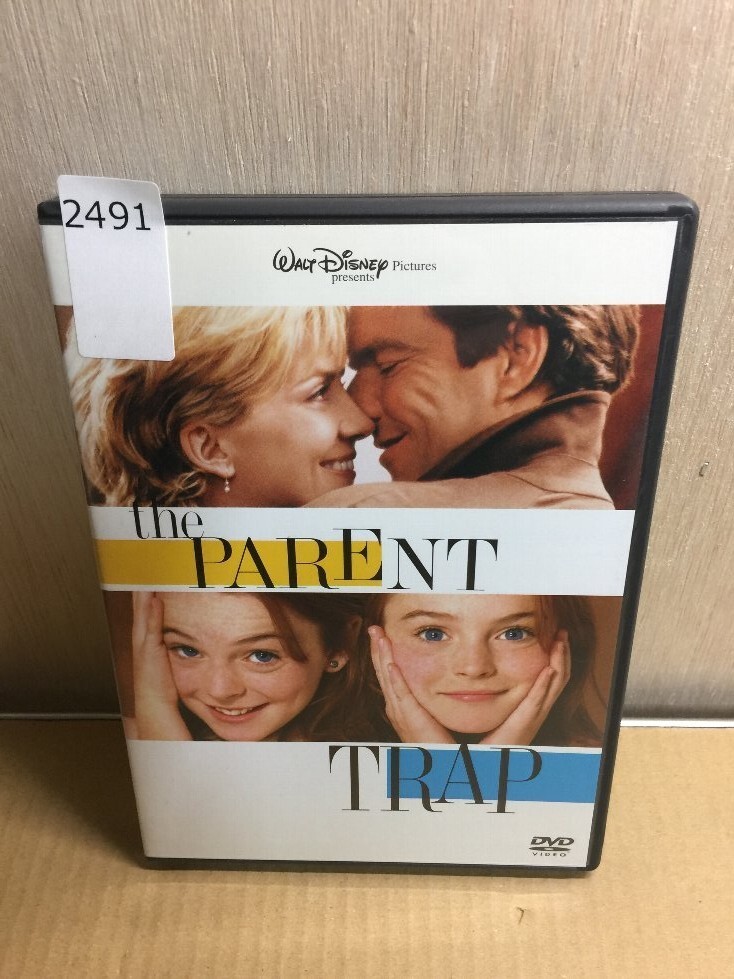 2491
Walt Disney Pictures
presents
the
PARENT
TRAP
DVD
VIDEO